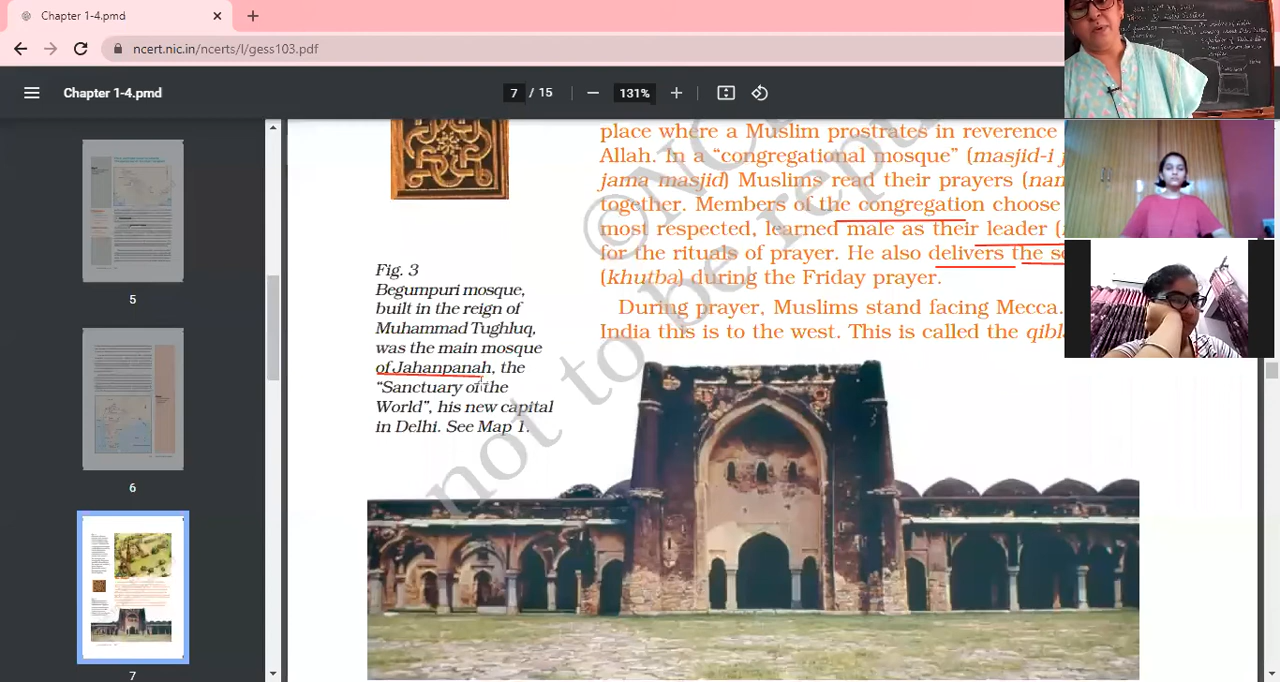 Chapter 1-4.pmd
ncert.nic.in/ncerts/l/gess103.pdf
Chapter 1-4.pmd
7 / 15
131%
5
6
7
place where a Muslim prostrates in reverence
Allah. In a “congregational mosque” (masjid-i
jama masjid) Muslims read their prayers
together. Members of the congregation choose
most respected, learned male as their leader
for the rituals of prayer. He also delivers the
(khutba) during the Friday prayer.
During prayer, Muslims stand facing Mecca.
India this is to the west. This is called the
Fig. 3
Begumpuri mosque,
built in the reign of
Muhammad Tughluq,
was the main mosque
of Jahanpanah, the
“Sanctuary of the
World”, his new capital
in Delhi. See Map 1.
not to be